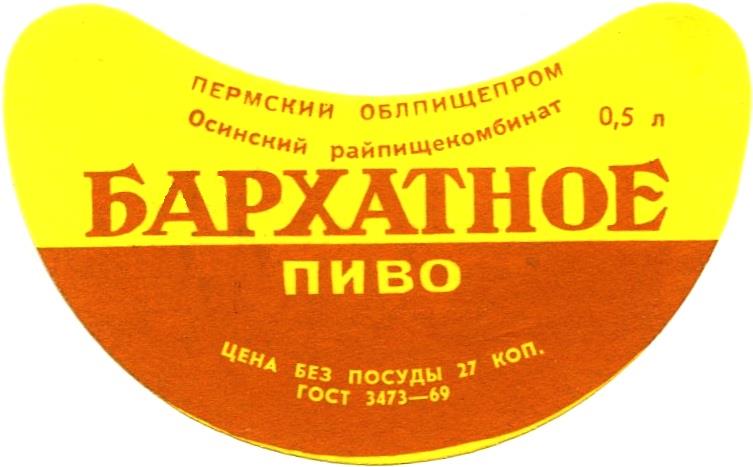 ПЕРМСКИЙ ОБЛПИЩЕПРОМ
Осинский райпищекомбинат
0,5 л
БАРХАТНОЕ
ПИВО
ЦЕНА БЕЗ ПОСУДЫ 27 КОП.
ГОСТ 3473—69